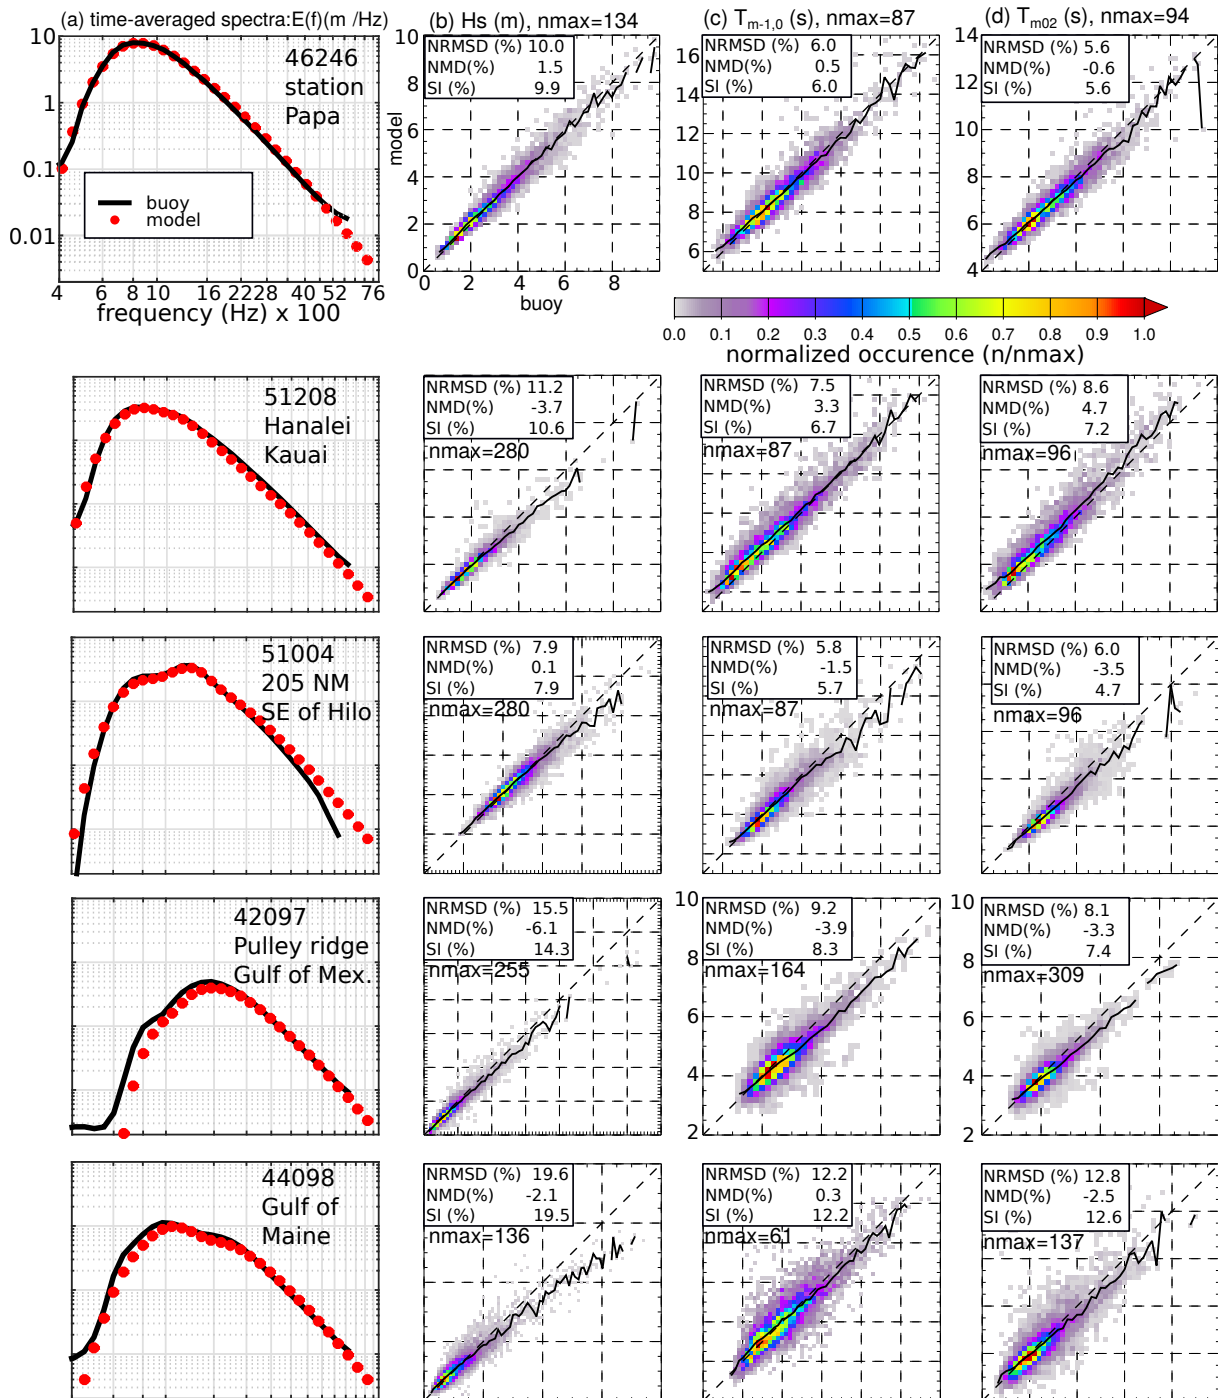 (a) time-averaged spectra:E(f)(m /Hz)
(b) Hs (m), nmax=134
(c) Tm-1,0 (s), nmax=87
(d) Tm02 (s), nmax=94
10
1
0.1
0.01
46246
station
Papa
buoy
model
4 6 8 10 16 2228 40 52 76
frequency (Hz) x 100
model
10
8
6
4
2
0
NRMSD (%) 10.0
NMD(%) 1.5
SI (%) 9.9
0 2 4 6 8
buoy
16
14
12
10
8
6
NRMSD (%) 6.0
NMD(%) 0.5
SI (%) 6.0
14
12
10
8
6
4
NRMSD (%) 5.6
NMD(%) -0.6
SI (%) 5.6
0.0 0.1 0.2 0.3 0.4 0.5 0.6 0.7 0.8 0.9 1.0
normalized occurence (n/nmax)
51208
Hanalei
Kauai
NRMSD (%) 11.2
NMD(%) -3.7
SI (%) 10.6
nmax=280
NRMSD (%) 7.5
NMD(%) 3.3
SI (%) 6.7
nmax=87
NRMSD (%) 8.6
NMD(%) 4.7
SI (%) 7.2
nmax=96
51004
205 NM
SE of Hilo
NRMSD (%) 7.9
NMD(%) 0.1
SI (%) 7.9
nmax=280
NRMSD (%) 5.8
NMD(%) -1.5
SI (%) 5.7
nmax=87
NRMSD (%) 6.0
NMD(%) -3.5
SI (%) 4.7
nmax=96
42097
Pulley ridge
Gulf of Mex.
NRMSD (%) 15.5
NMD(%) -6.1
SI (%) 14.3
nmax=255
10
8
6
4
2
NRMSD (%) 9.2
NMD(%) -3.9
SI (%) 8.3
nmax=164
10
8
6
4
2
NRMSD (%) 8.1
NMD(%) -3.3
SI (%) 7.4
nmax=309
44098
Gulf of
Maine
NRMSD (%) 19.6
NMD(%) -2.1
SI (%) 19.5
nmax=136
NRMSD (%) 12.2
NMD(%) 0.3
SI (%) 12.2
nmax=61
NRMSD (%) 12.8
NMD(%) -2.5
SI (%) 12.6
nmax=137